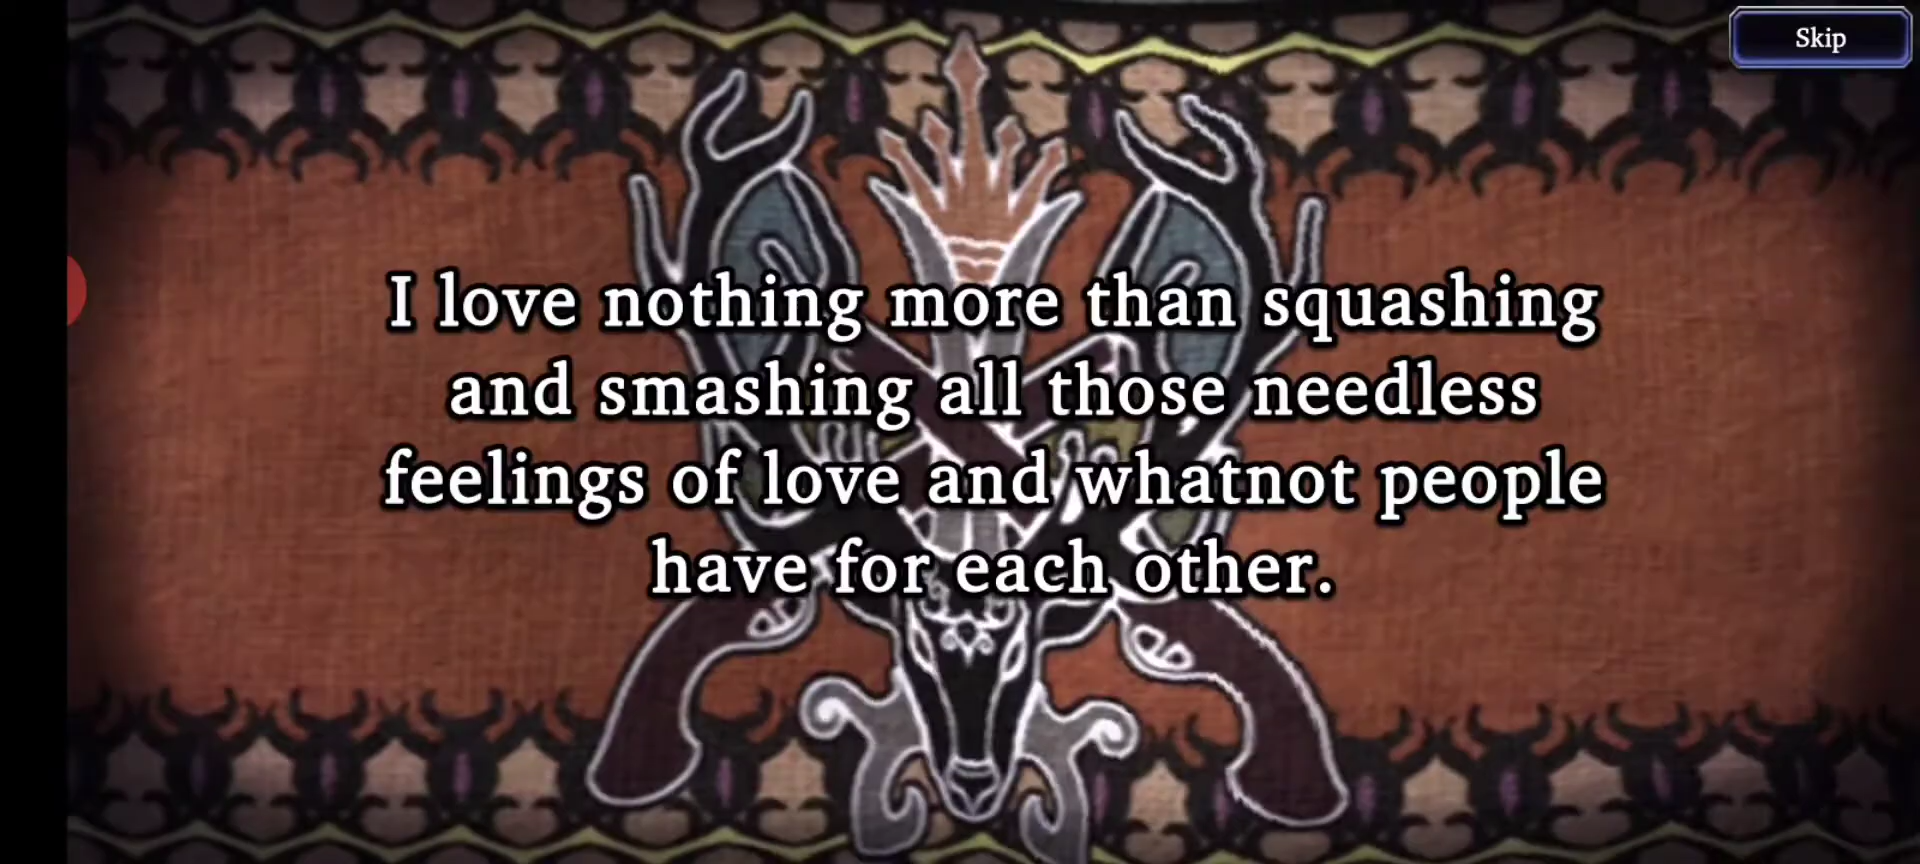 Skip
I love nothing more than squashing
and smashing all those needless
feelings of love and whatnot people
have for each other.